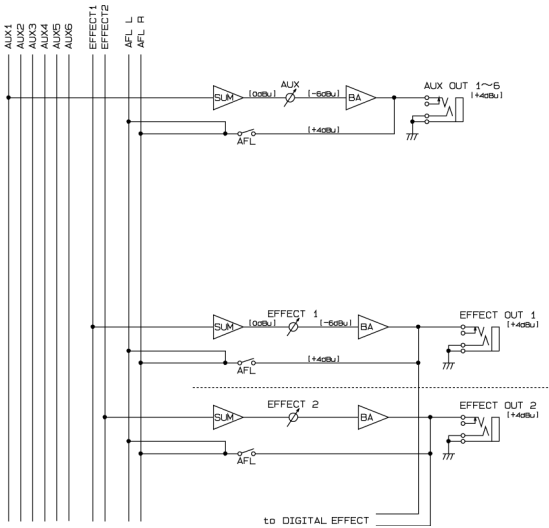 AUX1
AUX2
AUX3
AUX4
AUX5
AUX6
EFFECT1
EFFECT2
AFL L
AFL R
SUM
[0dBu]
AUX
[-6dBu]
BA
AUX OUT 1~6
[+4dBu]
AFL
[+4dBu]
SUM
[0dBu]
EFFECT 1
[-6dBu]
BA
EFFECT OUT 1
[+4dBu]
AFL
[+4dBu]
SUM
EFFECT 2
BA
EFFECT OUT 2
[+4dBu]
AFL
to DIGITAL EFFECT